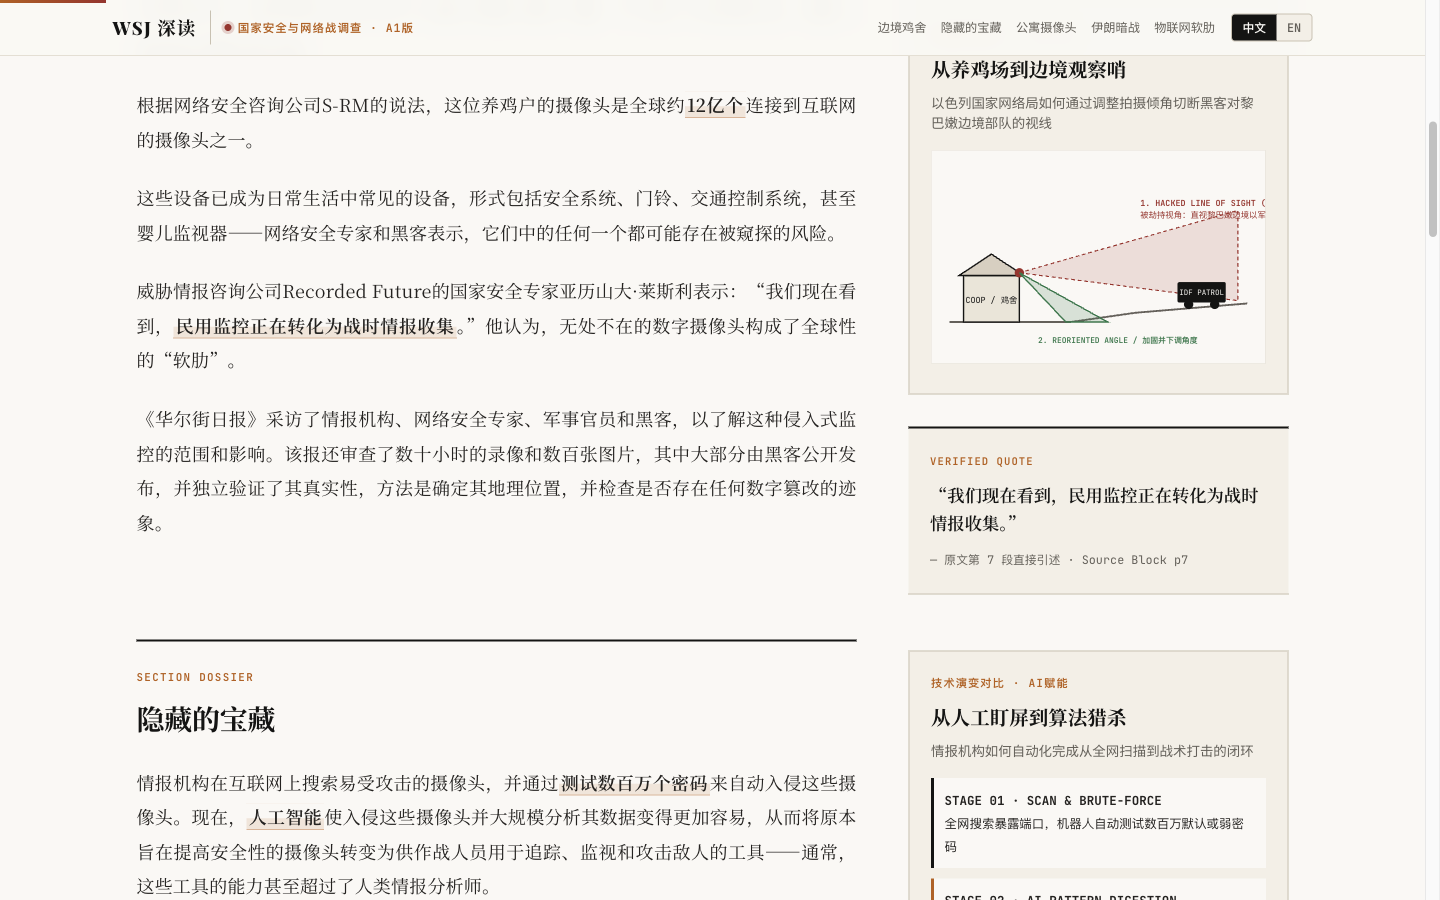 WSJ 深读
国家安全与网络战调查 · A1版
边境鸡舍
隐藏的宝藏
公寓摄像头
伊朗暗战
物联网软肋
中文
EN
根据网络安全咨询公司S-RM的说法，这位养鸡户的摄像头是全球约12亿个连接到互联网
的摄像头之一。
这些设备已成为日常生活中常见的设备，形式包括安全系统、门铃、交通控制系统，甚至
婴儿监视器——网络安全专家和黑客表示，它们中的任何一个都可能存在被窥探的风险。
威胁情报咨询公司Recorded Future的国家安全专家亚历山大·莱斯利表示：“我们现在看
到，民用监控正在转化为战时情报收集。”他认为，无处不在的数字摄像头构成了全球性
的“软肋”。
《华尔街日报》采访了情报机构、网络安全专家、军事官员和黑客，以了解这种侵入式监
控的范围和影响。该报还审查了数十小时的录像和数百张图片，其中大部分由黑客公开发
布，并独立验证了其真实性，方法是确定其地理位置，并检查是否存在任何数字篡改的迹
象。
SECTION DOSSIER
隐藏的宝藏
情报机构在互联网上搜索易受攻击的摄像头，并通过测试数百万个密码来自动入侵这些摄
像头。现在，人工智能使入侵这些摄像头并大规模分析其数据变得更加容易，从而将原本
旨在提高安全性的摄像头转变为供作战人员用于追踪、监视和攻击敌人的工具——通常，
这些工具的能力甚至超过了人类情报分析师。
从养鸡场到边境观察哨
以色列国家网络局如何通过调整拍摄倾角切断黑客对黎
巴嫩边境部队的视线
1. HACKED LINE OF SIGHT (
被劫持视角：直视黎巴嫩边境以军
COOP / 鸡舍
IDF PATROL
2. REORIENTED ANGLE / 加固并下调角度
VERIFIED QUOTE
“我们现在看到，民用监控正在转化为战时
情报收集。”
— 原文第 7 段直接引述 · Source Block p7
技术演变对比 · AI赋能
从人工盯屏到算法猎杀
情报机构如何自动化完成从全网扫描到战术打击的闭环
STAGE 01 · SCAN & BRUTE-FORCE
全网搜索暴露端口，机器人自动测试数百万默认或弱密
码
STAGE 02 · AI PATTERN DIGESTION